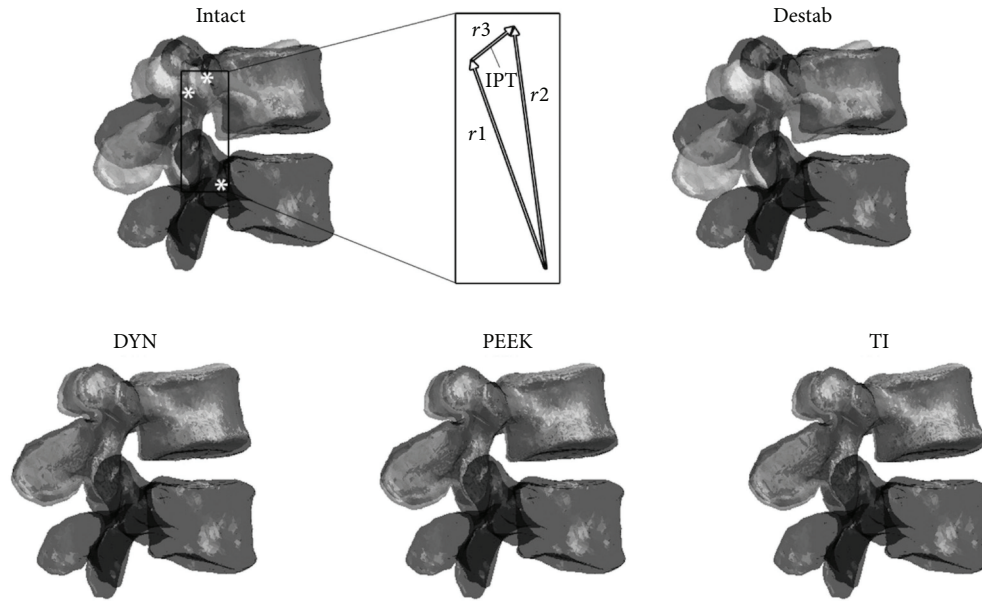 Intact
Destab
r3
IPT
r2
r1
DYN
PEEK
TI